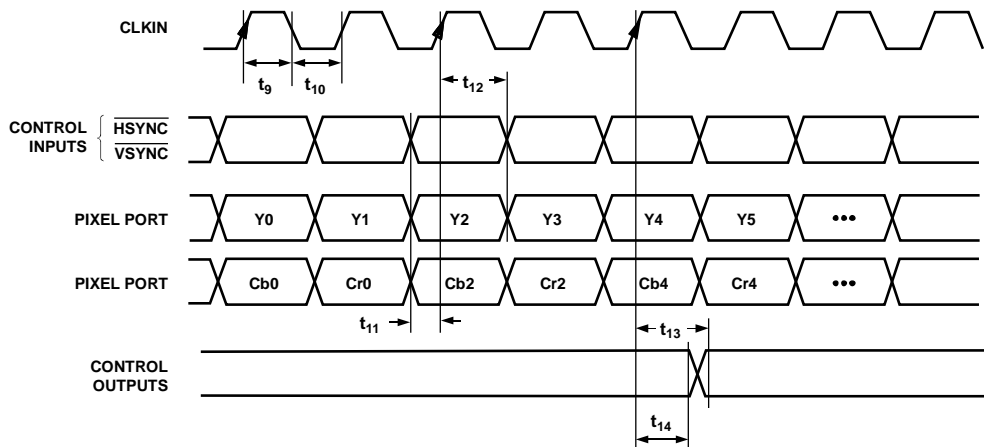 CLKIN
t9 t10
t12
CONTROL INPUTS { HSYNC VSYNC
PIXEL PORT Y0 Y1 Y2 Y3 Y4 Y5 •••
PIXEL PORT Cb0 Cr0 Cb2 Cr2 Cb4 Cr4 •••
t11
t13
CONTROL OUTPUTS
t14